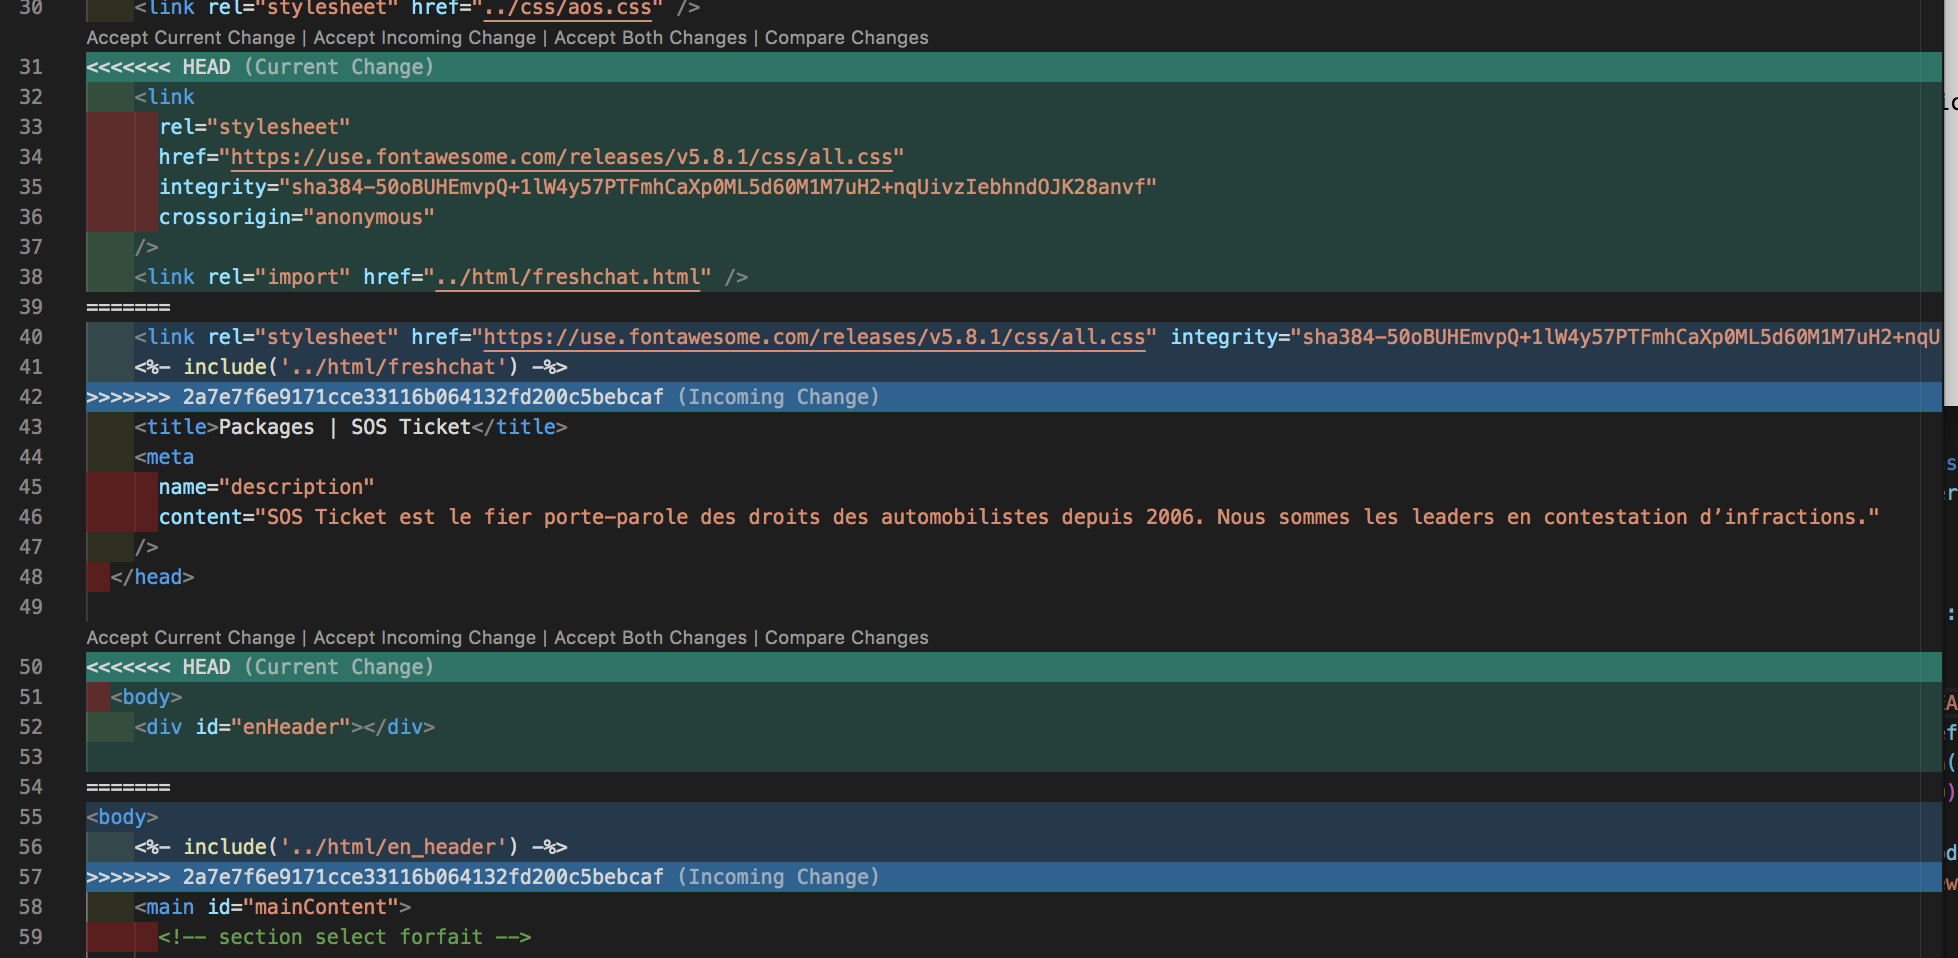 30 <link rel="stylesheet" href="../css/aos.css" />
Accept Current Change | Accept Incoming Change | Accept Both Changes | Compare Changes
31 <<<<<<< HEAD (Current Change)
32 <link
33 rel="stylesheet"
34 href="https://use.fontawesome.com/releases/v5.8.1/css/all.css"
35 integrity="sha384-50oBUHEmvpQ+1lW4y57PTFmhCaXp0ML5d60M1M7uH2+nqUivzIebhndOJK28anvf"
36 crossorigin="anonymous"
37 />
38 <link rel="import" href="../html/freshchat.html" />
39 =======
40 <link rel="stylesheet" href="https://use.fontawesome.com/releases/v5.8.1/css/all.css" integrity="sha384-50oBUHEmvpQ+1lW4y57PTFmhCaXp0ML5d60M1M7uH2+nqU
41 <%- include('../html/freshchat') -%>
42 >>>>>>> 2a7e7f6e9171cce33116b064132fd200c5bebcaf (Incoming Change)
43 <title>Packages | SOS Ticket</title>
44 <meta
45 name="description"
46 content="SOS Ticket est le fier porte-parole des droits des automobilistes depuis 2006. Nous sommes les leaders en contestation d’infractions."
47 />
48 </head>
49
Accept Current Change | Accept Incoming Change | Accept Both Changes | Compare Changes
50 <<<<<<< HEAD (Current Change)
51 <body>
52 <div id="enHeader"></div>
53
54 =======
55 <body>
56 <%- include('../html/en_header') -%>
57 >>>>>>> 2a7e7f6e9171cce33116b064132fd200c5bebcaf (Incoming Change)
58 <main id="mainContent">
59 <!-- section select forfait -->